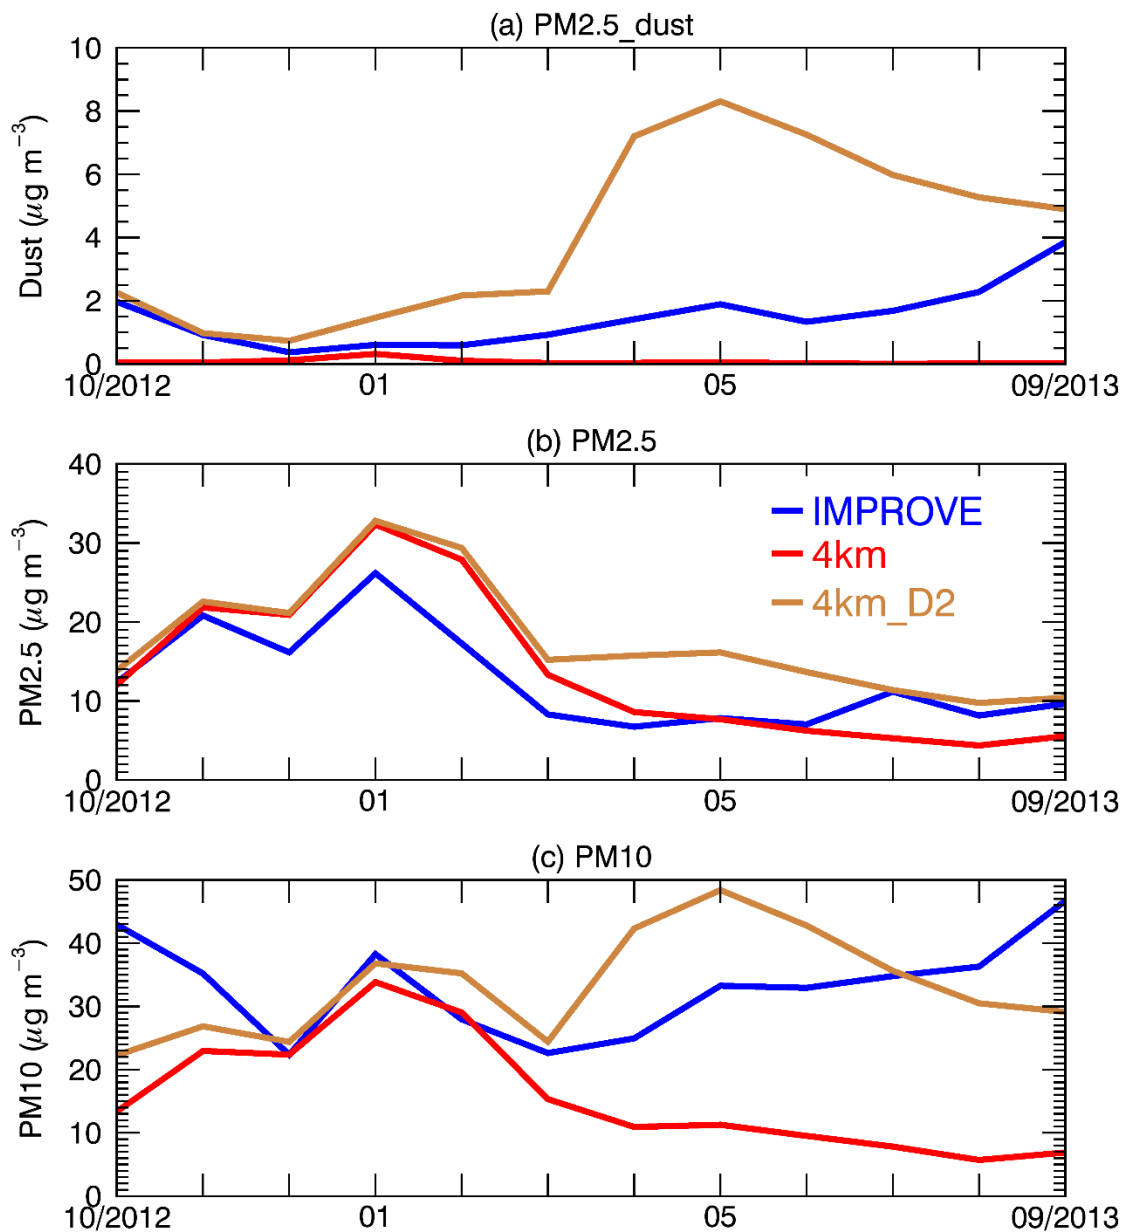 (a) PM2.5_dust
10
8
6
4
2
0
Dust (μg m⁻³)
10/2012 01 05 09/2013
(b) PM2.5
40
30
20
10
0
PM2.5 (μg m⁻³)
IMPROVE
4km
4km_D2
10/2012 01 05 09/2013
(c) PM10
50
40
30
20
10
0
PM10 (μg m⁻³)
10/2012 01 05 09/2013